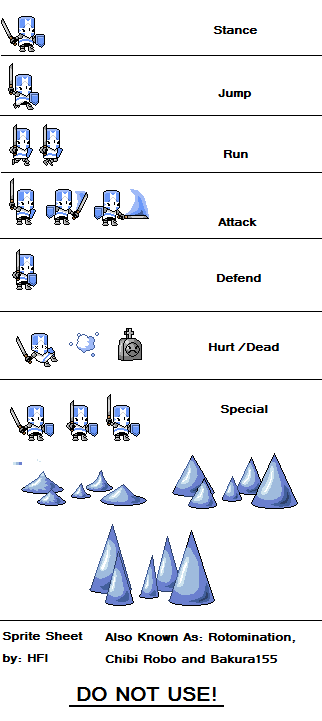 Stance
Jump
Run
Attack
Defend
Hurt /Dead
Special
Sprite Sheet
by: HFI
Also Known As: Rotomination,
Chibi Robo and Bakura155
DO NOT USE!